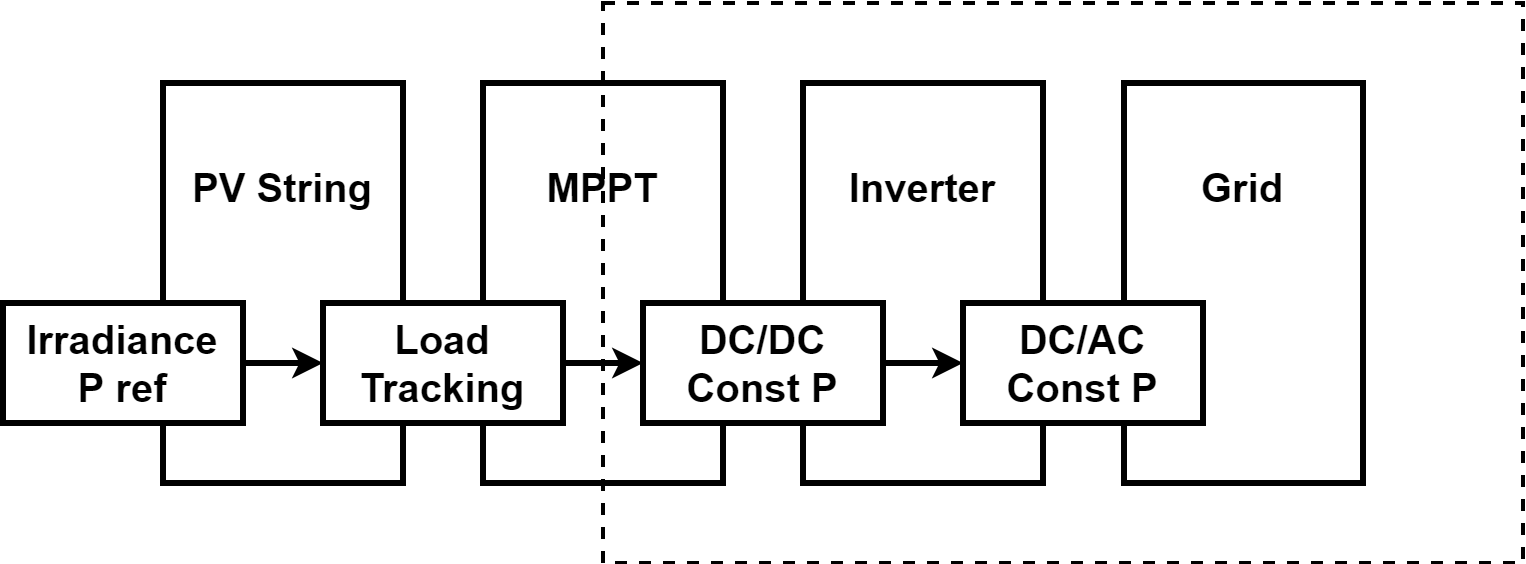 PV String
MPPT
Inverter
Grid
Irradiance
P ref
Load
Tracking
DC/DC
Const P
DC/AC
Const P